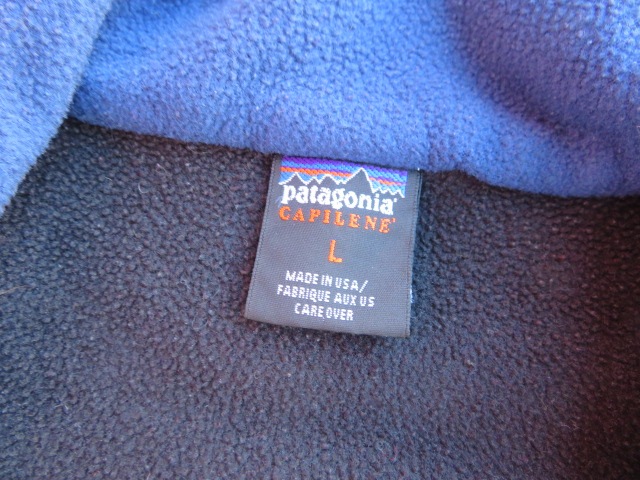 patagonia®
CAPILENE®
L
MADE IN USA/
FABRIQUE AUX US
CARE OVER